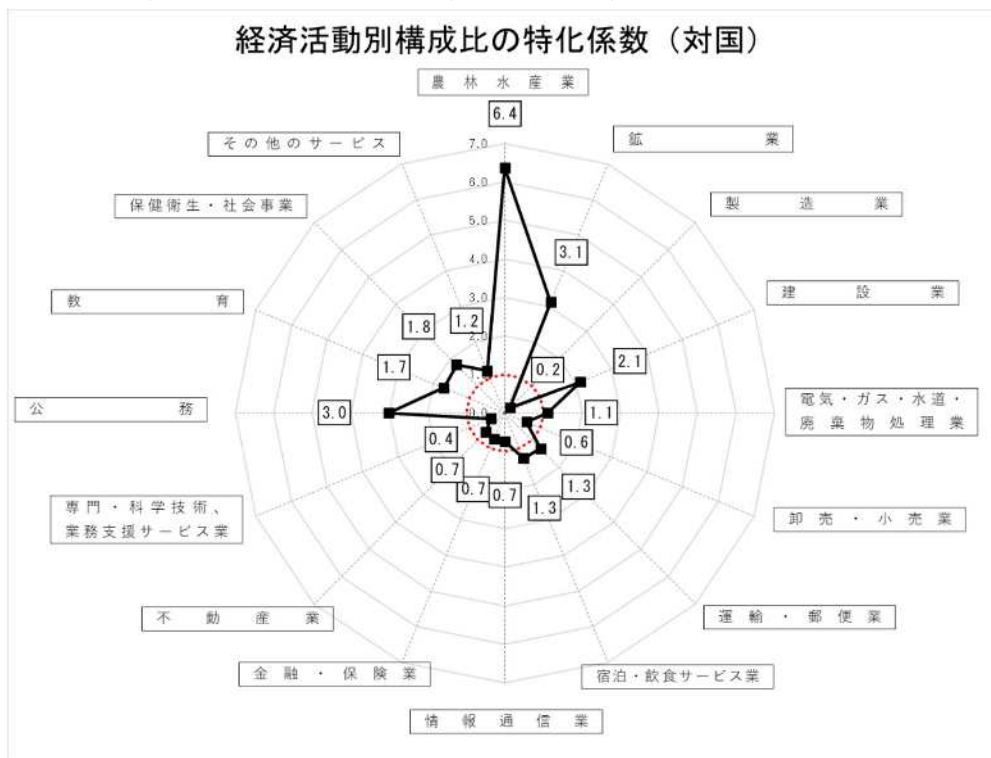 経済活動別構成比の特化係数（対国）
農林水産業
6.4
その他のサービス
鉱業
7.0
6.0
保健衛生・社会事業
製造業
5.0
4.0
3.1
教育
建設業
3.0
1.8
1.2
2.0
1.7
0.2
2.1
公務
3.0
0.0
1.1
電気・ガス・水道・
廃棄物処理業
0.4
0.6
0.7
0.7
0.7
1.3
1.3
専門・科学技術、
業務支援サービス業
卸売・小売業
不動産業
運輸・郵便業
金融・保険業
宿泊・飲食サービス業
情報通信業